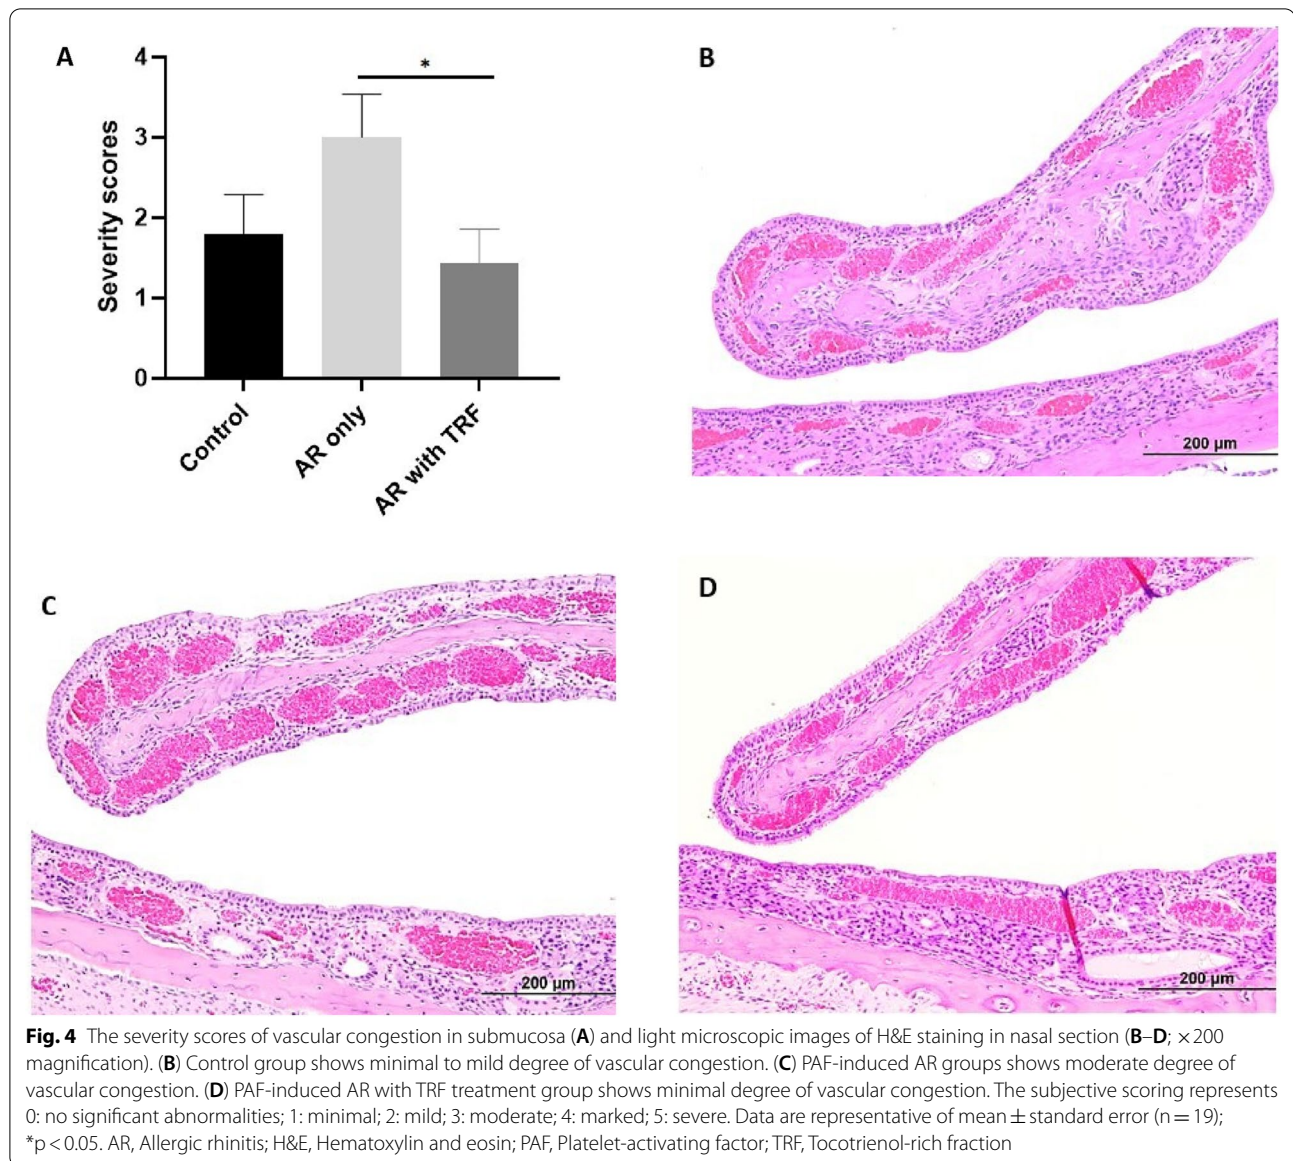 A
4
3
2
1
0
Severity scores
*
Control
AR only
AR with TRF
B
200 µm
C
200 µm
D
200 µm
Fig. 4 The severity scores of vascular congestion in submucosa (A) and light microscopic images of H&E staining in nasal section (B–D; ×200
magnification). (B) Control group shows minimal to mild degree of vascular congestion. (C) PAF-induced AR groups shows moderate degree of
vascular congestion. (D) PAF-induced AR with TRF treatment group shows minimal degree of vascular congestion. The subjective scoring represents
0: no significant abnormalities; 1: minimal; 2: mild; 3: moderate; 4: marked; 5: severe. Data are representative of mean ± standard error (n = 19);
*p < 0.05. AR, Allergic rhinitis; H&E, Hematoxylin and eosin; PAF, Platelet-activating factor; TRF, Tocotrienol-rich fraction